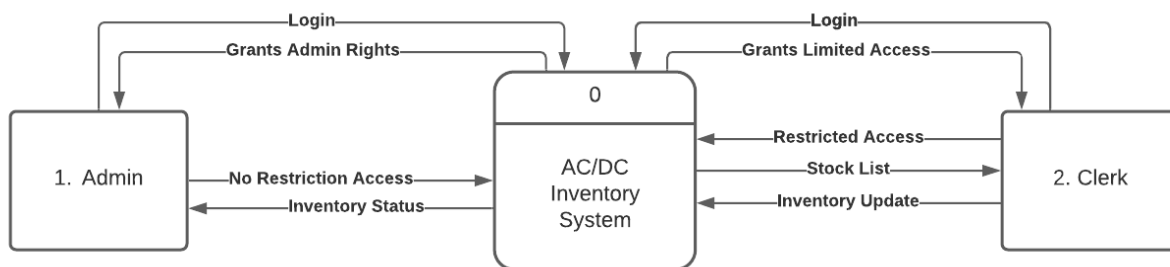 Login
Grants Admin Rights
Login
Grants Limited Access
0
1. Admin
No Restriction Access
Inventory Status
AC/DC
Inventory
System
Restricted Access
Stock List
Inventory Update
2. Clerk